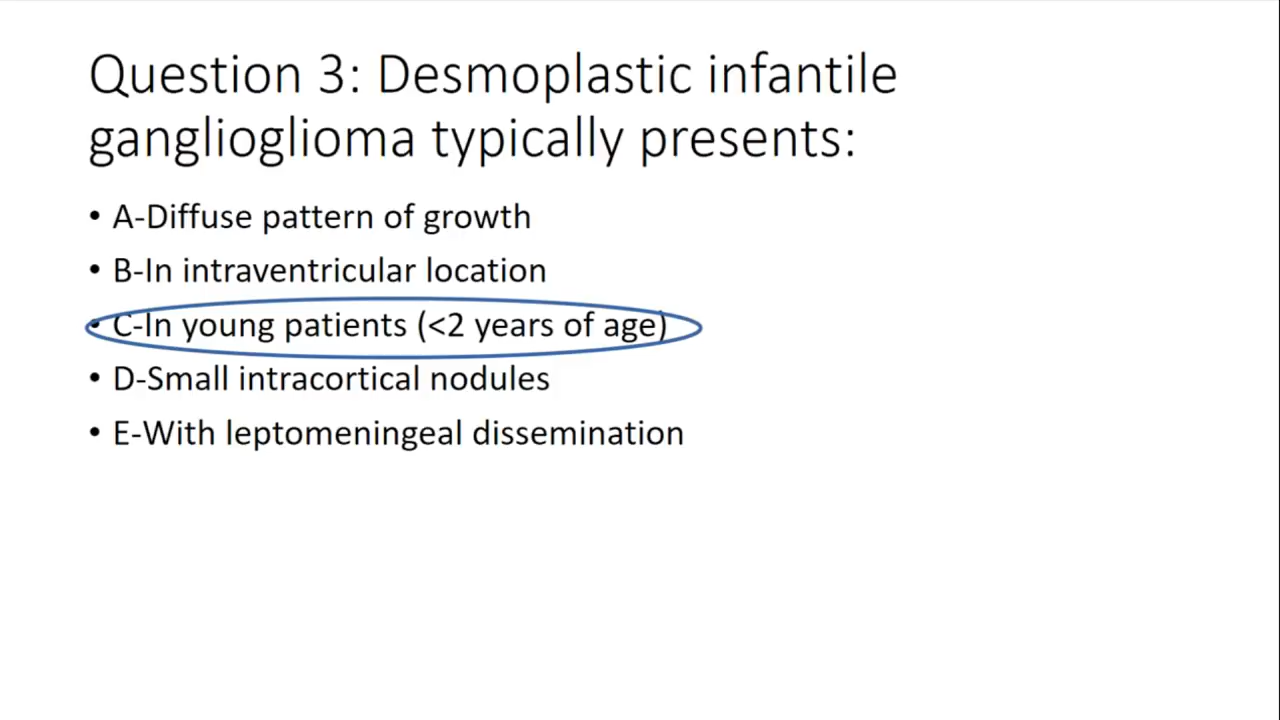 Question 3: Desmoplastic infantile
ganglioglioma typically presents:
• A-Diffuse pattern of growth
• B-In intraventricular location
• C-In young patients (<2 years of age)
• D-Small intracortical nodules
• E-With leptomeningeal dissemination